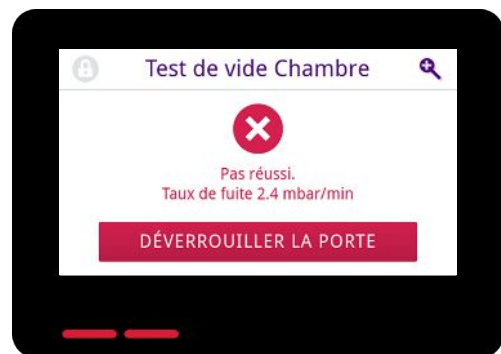 Test de vide Chambre
Pas réussi.
Taux de fuite 2.4 mbar/min
DÉVERROUILLER LA PORTE